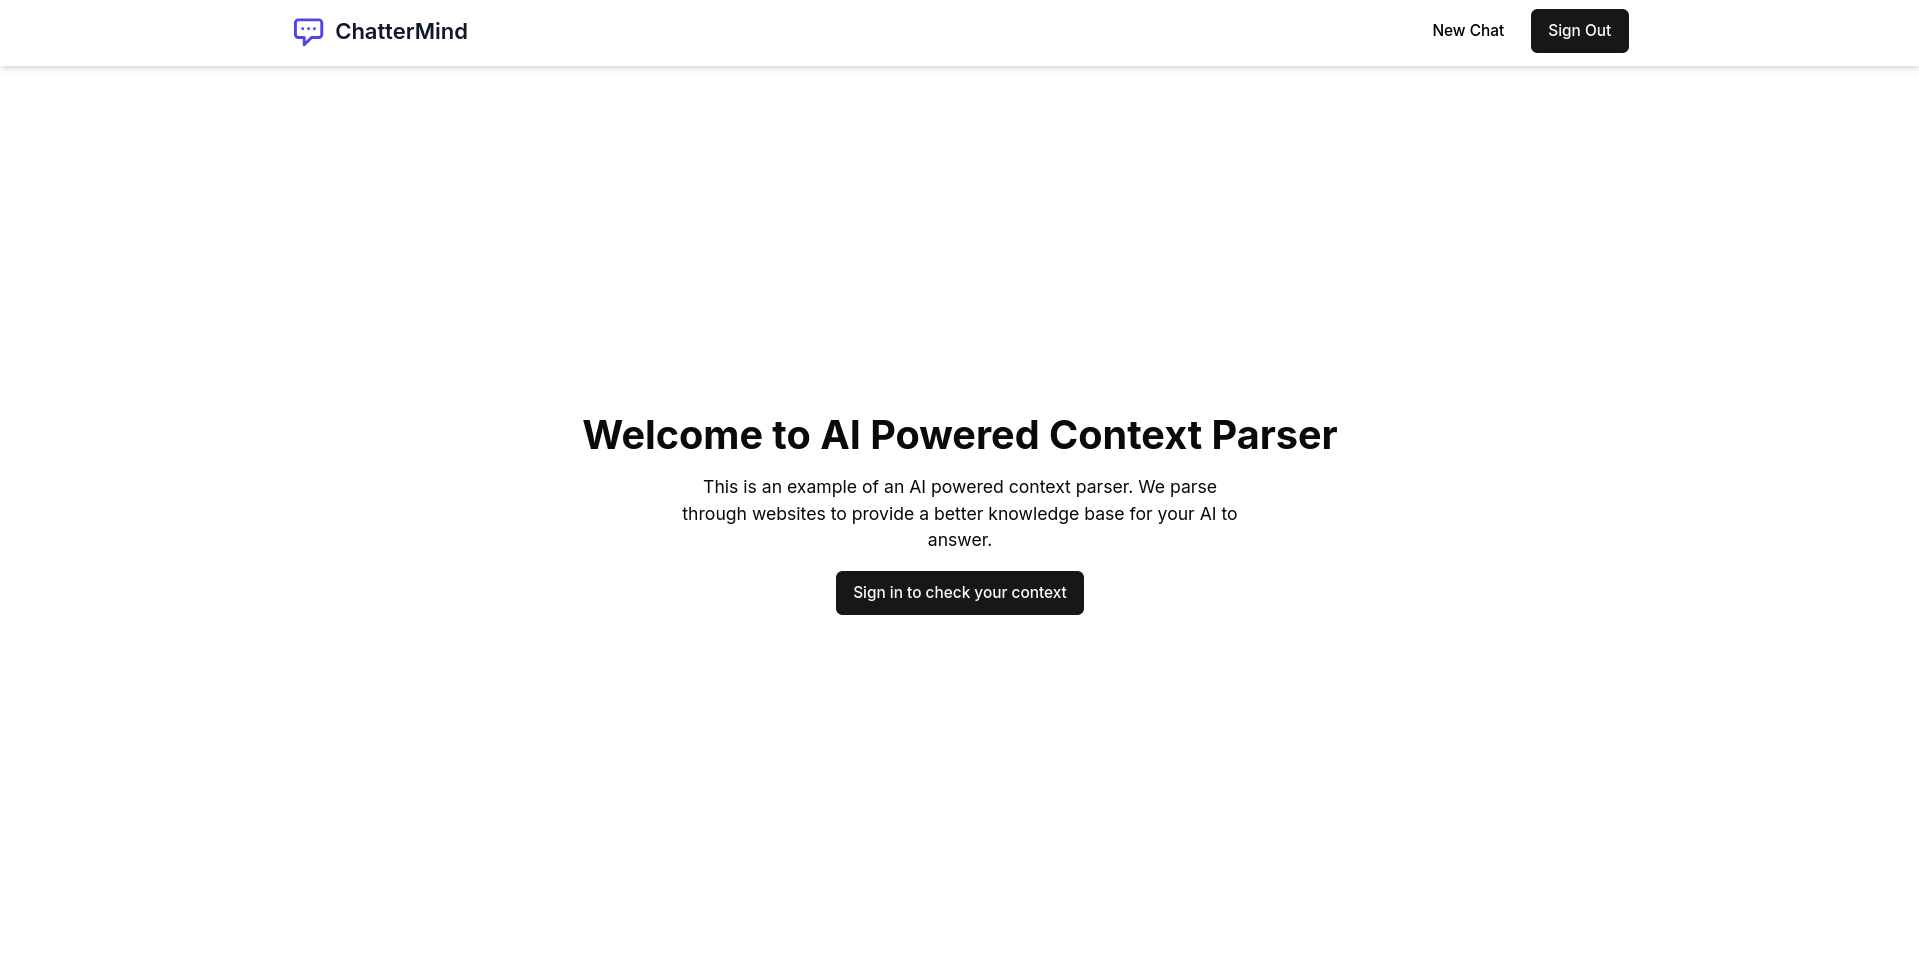 ChatterMind
New Chat
Sign Out
Welcome to AI Powered Context Parser
This is an example of an AI powered context parser. We parse
through websites to provide a better knowledge base for your AI to
answer.
Sign in to check your context